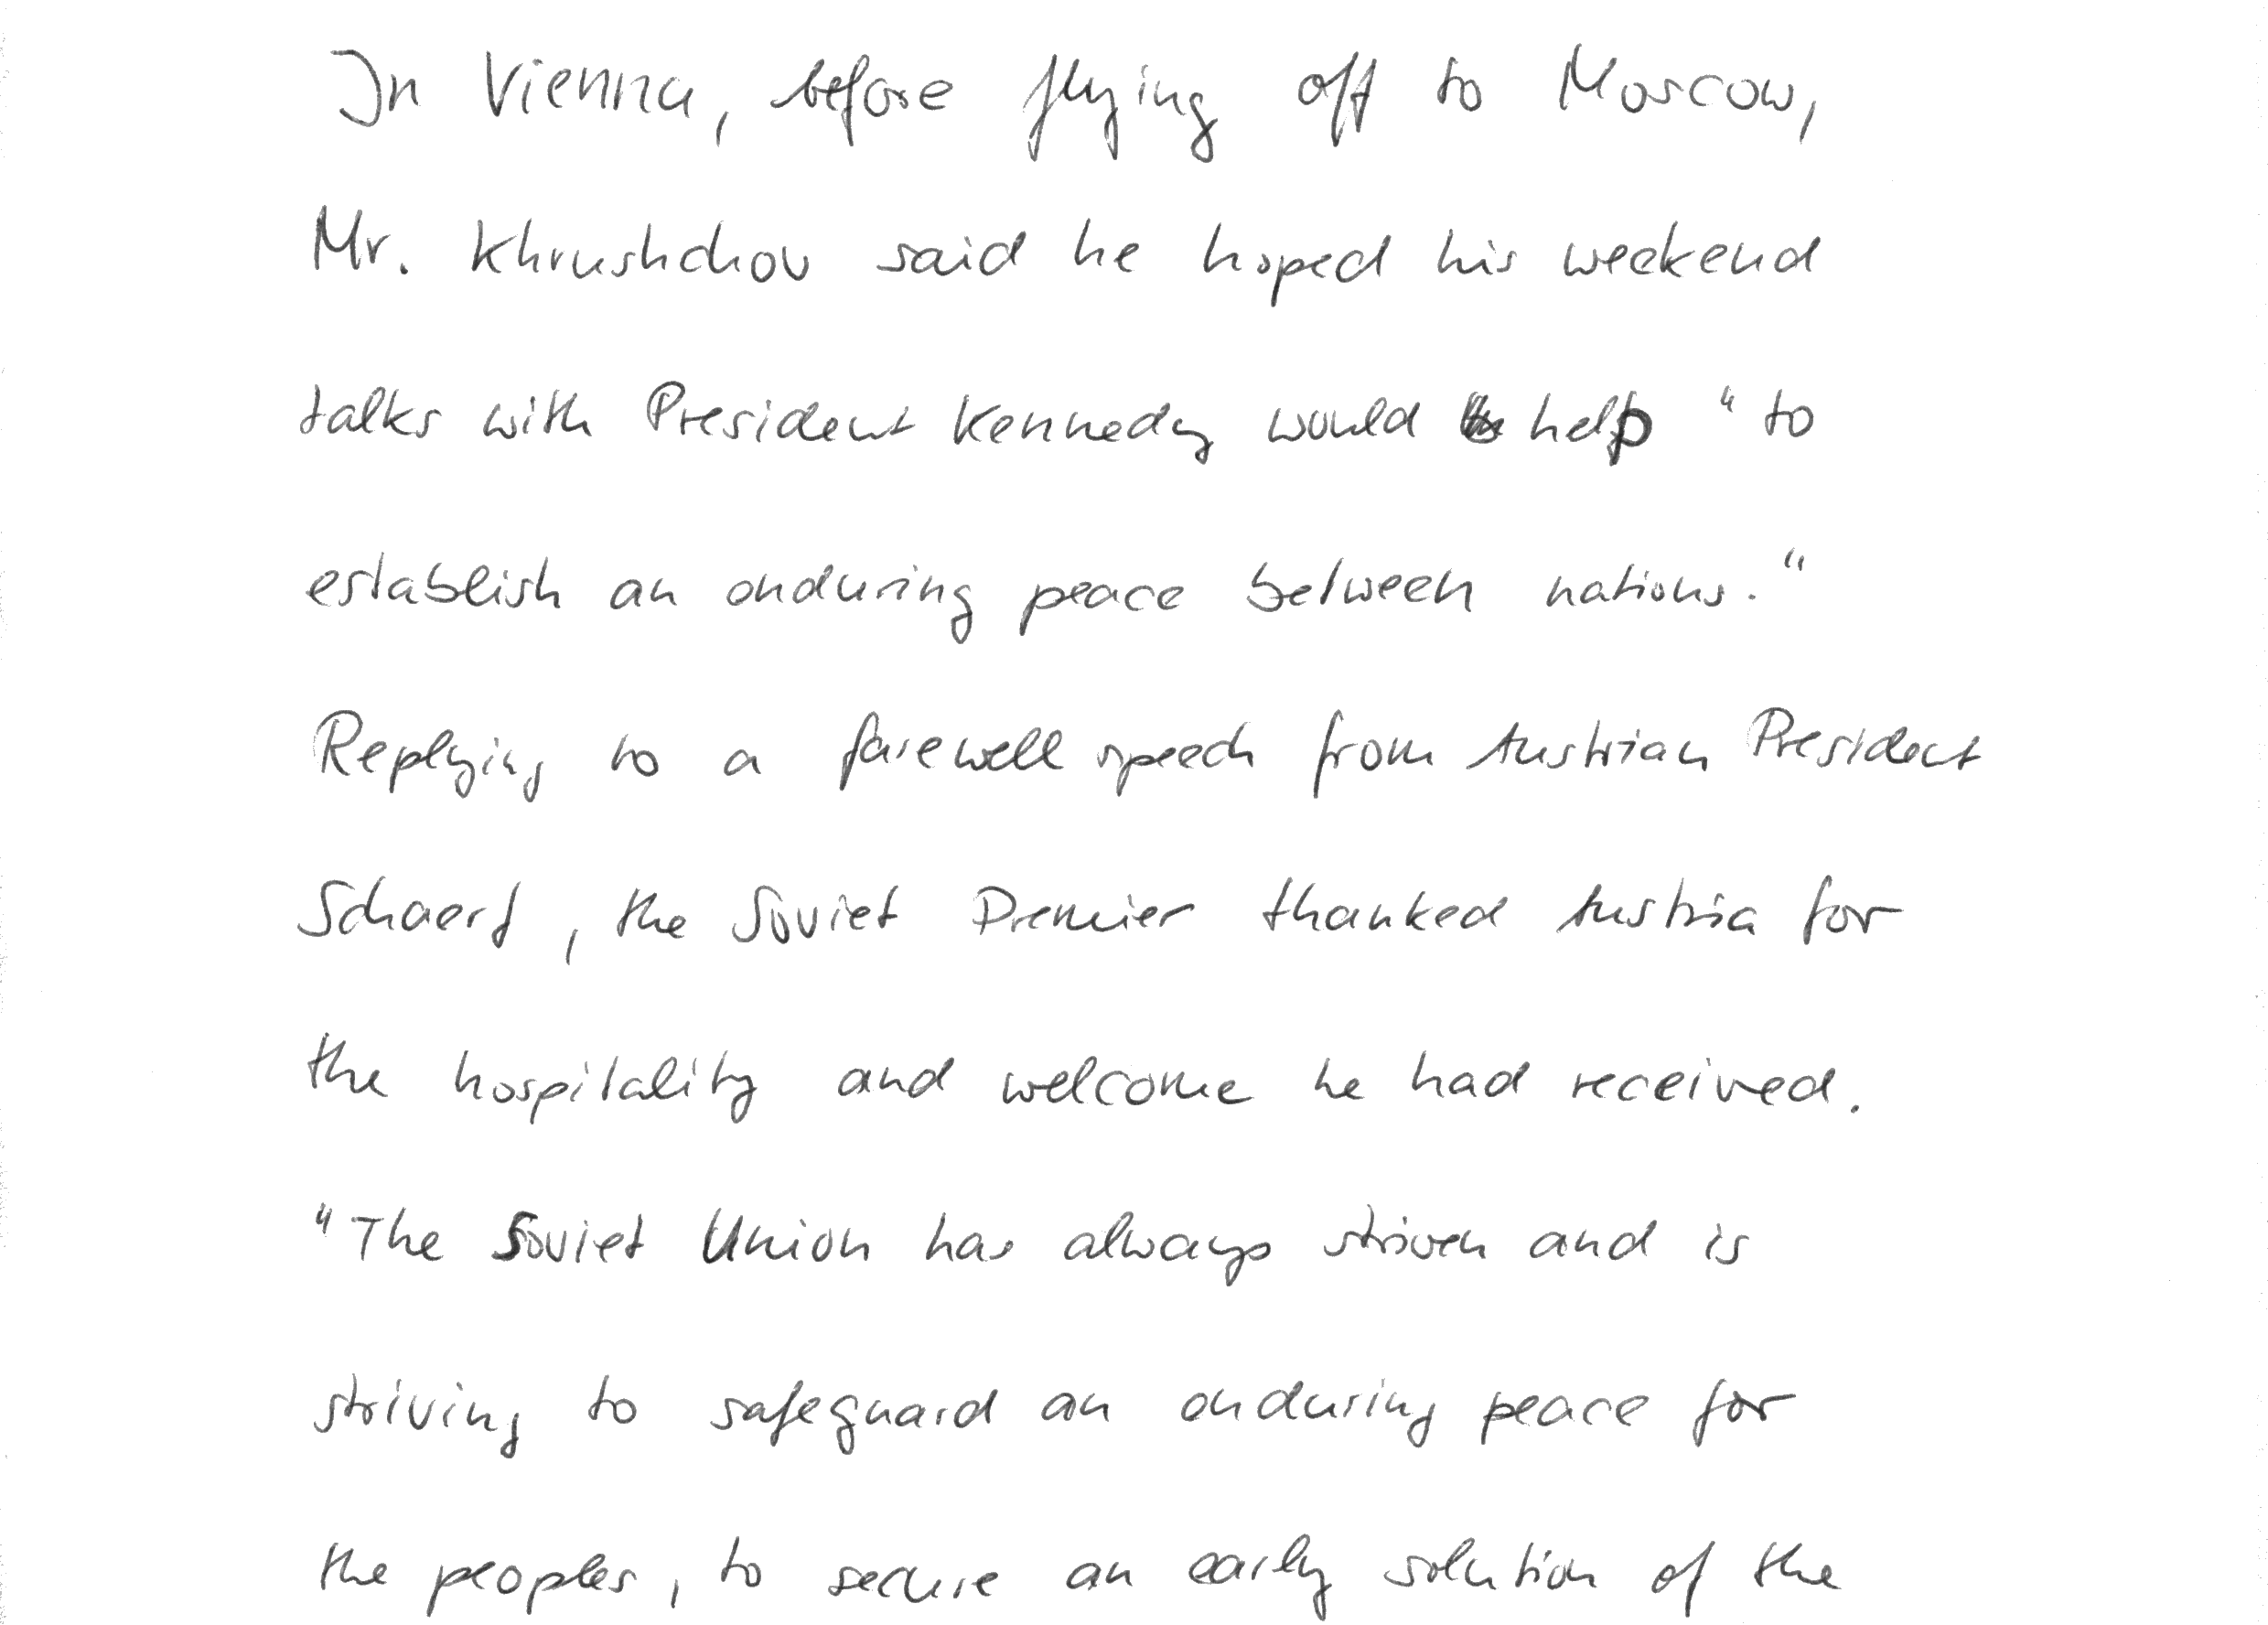 In Vienna, before flying off to Moscow,
Mr. Khrushchov said he hoped his weekend
talks with President Kennedy would help "to
establish an enduring peace between nations."
Replying to a farewell speech from Austrian President
Schaerf, the Soviet Premier thanked Austria for
the hospitality and welcome he had received.
"The Soviet Union has always striven and is
striving to safeguard an enduring peace for
the peoples, to secure an early solution of the